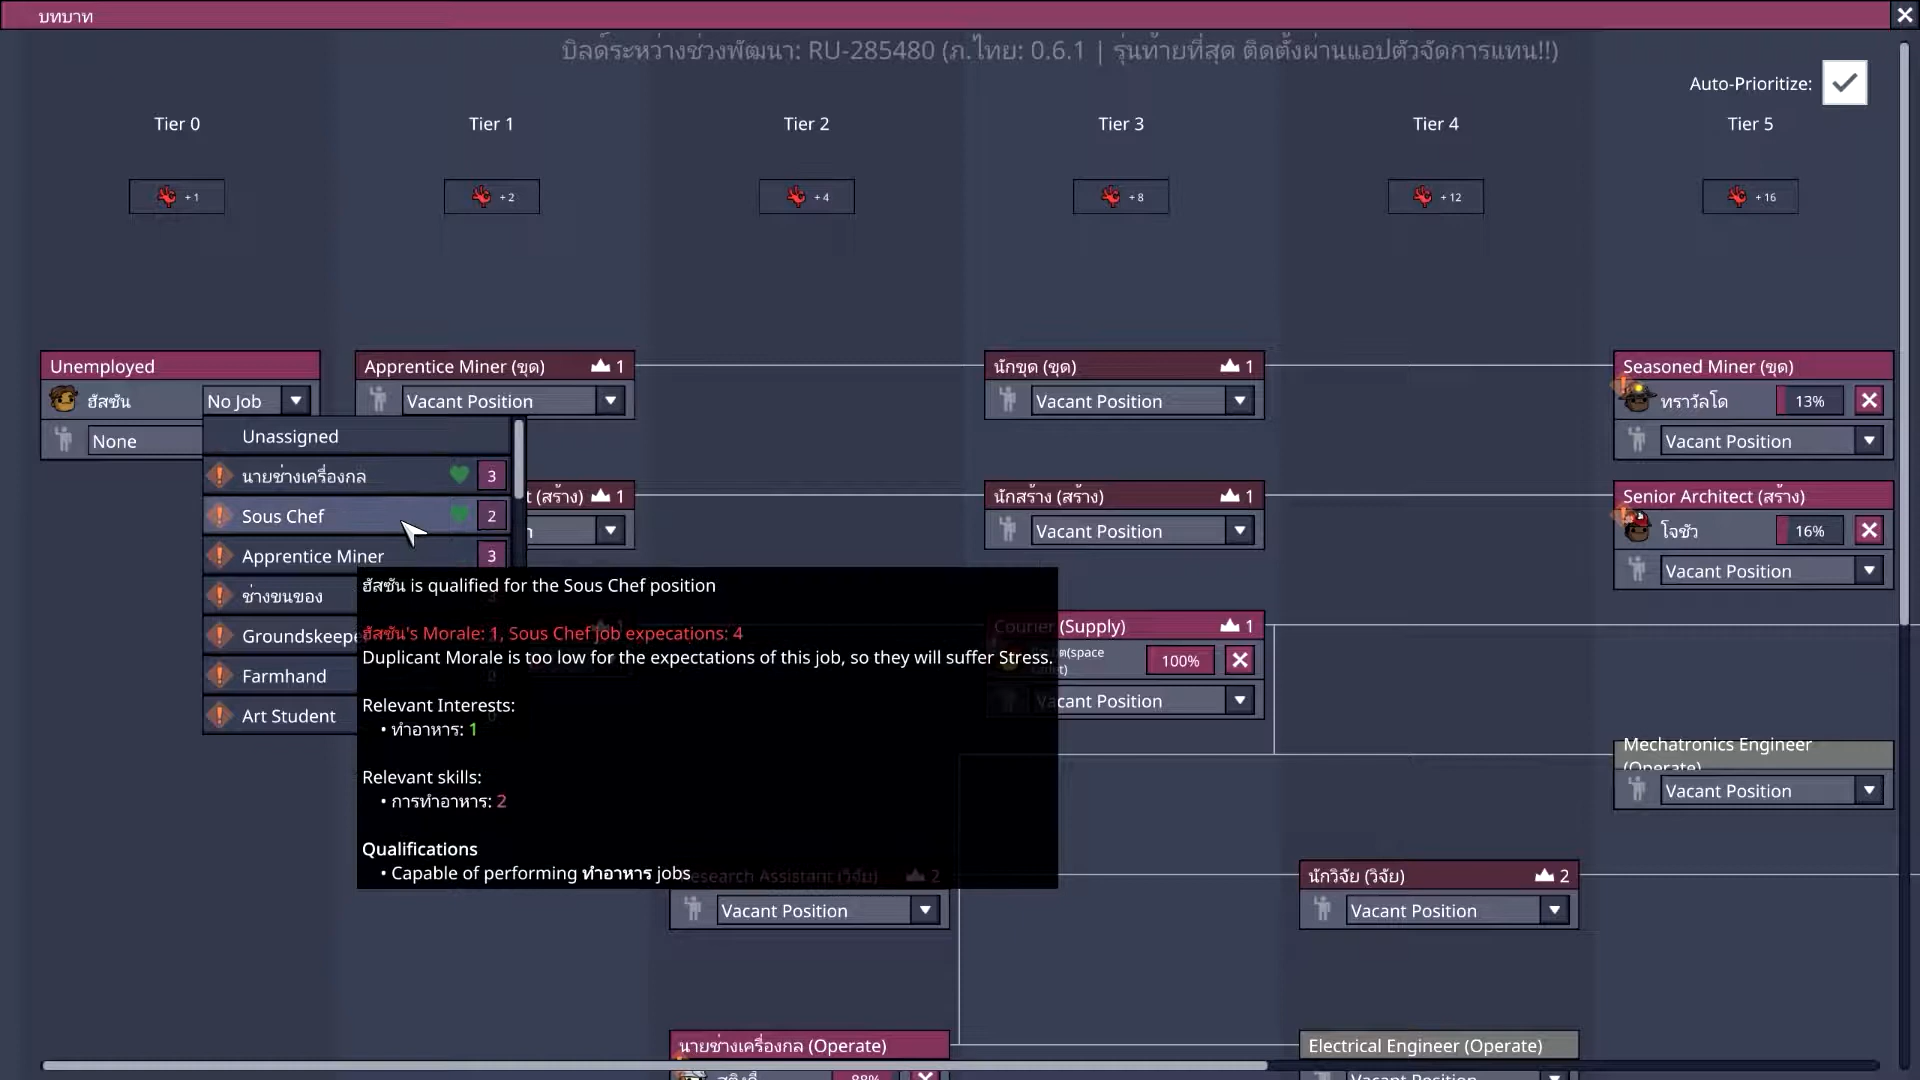 บทบาท
บิลด์ระหว่างช่วงพัฒนา: RU-285480 (ภ.ไทย: 0.6.1 | รุ่นท้ายที่สุด ติดตั้งผ่านแอปตัวจัดการแทน!!)
Auto-Prioritize:
Tier 0
Tier 1
Tier 2
Tier 3
Tier 4
Tier 5
+1
+2
+4
+8
+12
+16
Unemployed
Apprentice Miner (ขุด)
1
นักขุด (ขุด)
1
Seasoned Miner (ขุด)
ฮัสซัน
No Job
Vacant Position
Vacant Position
ทราวัลโด
13%
None
Vacant Position
Unassigned
นายช่างเครื่องกล
3
Sous Chef
2
Apprentice Miner
3
ช่างขนของ
Groundskeepe
Farmhand
Art Student
t (สร้าง)
1
นักสร้าง (สร้าง)
1
Senior Architect (สร้าง)
Vacant Position
โจชัว
16%
Vacant Position
ฮัสซัน is qualified for the Sous Chef position
ฮัสซัน's Morale: 1, Sous Chef job expecations: 4
Duplicant Morale is too low for the expectations of this job, so they will suffer Stress.
Relevant Interests:
• ทำอาหาร: 1
Relevant skills:
• การทำอาหาร: 2
Qualifications
• Capable of performing ทำอาหาร jobs
Courier (Supply)
1
100%
Vacant Position
Mechatronics Engineer
(Operate)
Vacant Position
Research Assistant (วิจัย)
2
Vacant Position
นักวิจัย (วิจัย)
2
Vacant Position
นายช่างเครื่องกล (Operate)
88%
Electrical Engineer (Operate)
Vacant Position